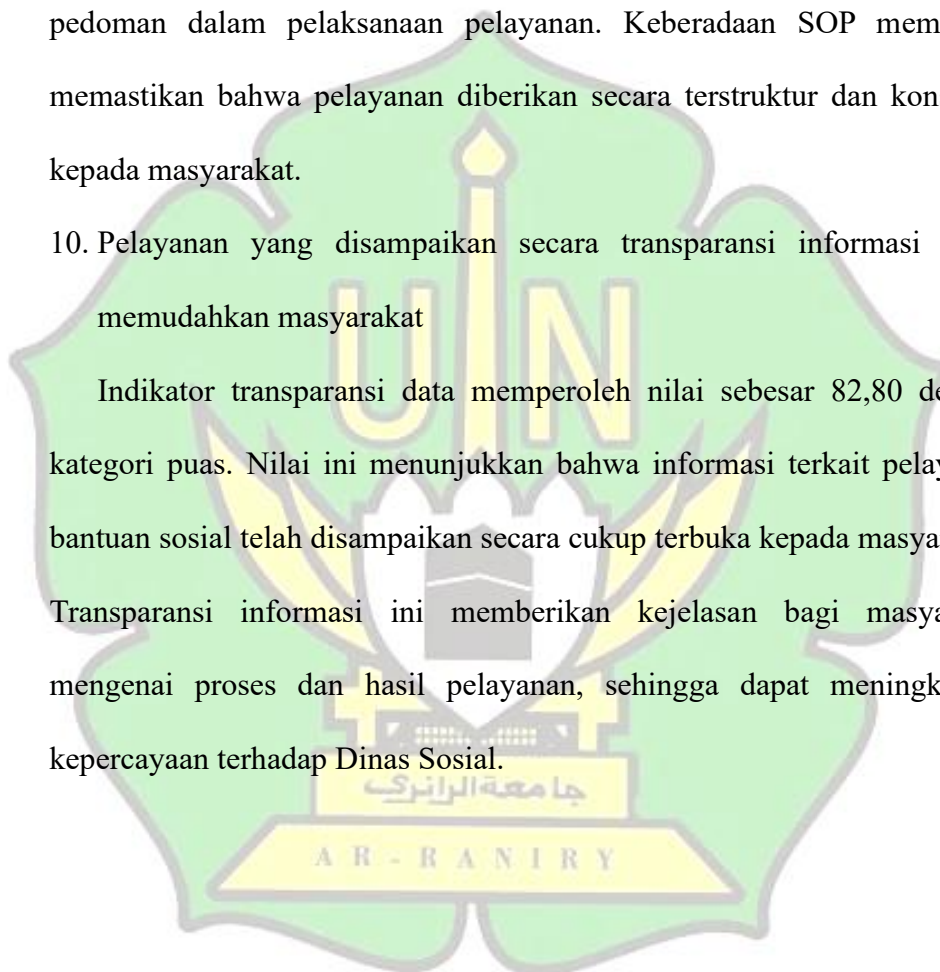 pedoman dalam pelaksanaan pelayanan. Keberadaan SOP mem
memastikan bahwa pelayanan diberikan secara terstruktur dan kon
kepada masyarakat.
10. Pelayanan yang disampaikan secara transparansi informasi
memudahkan masyarakat
Indikator transparansi data memperoleh nilai sebesar 82,80 de
kategori puas. Nilai ini menunjukkan bahwa informasi terkait pelay
bantuan sosial telah disampaikan secara cukup terbuka kepada masya
Transparansi informasi ini memberikan kejelasan bagi masya
mengenai proses dan hasil pelayanan, sehingga dapat meningk
kepercayaan terhadap Dinas Sosial.
UIN
جامعة الرانري
AR-RANIRY